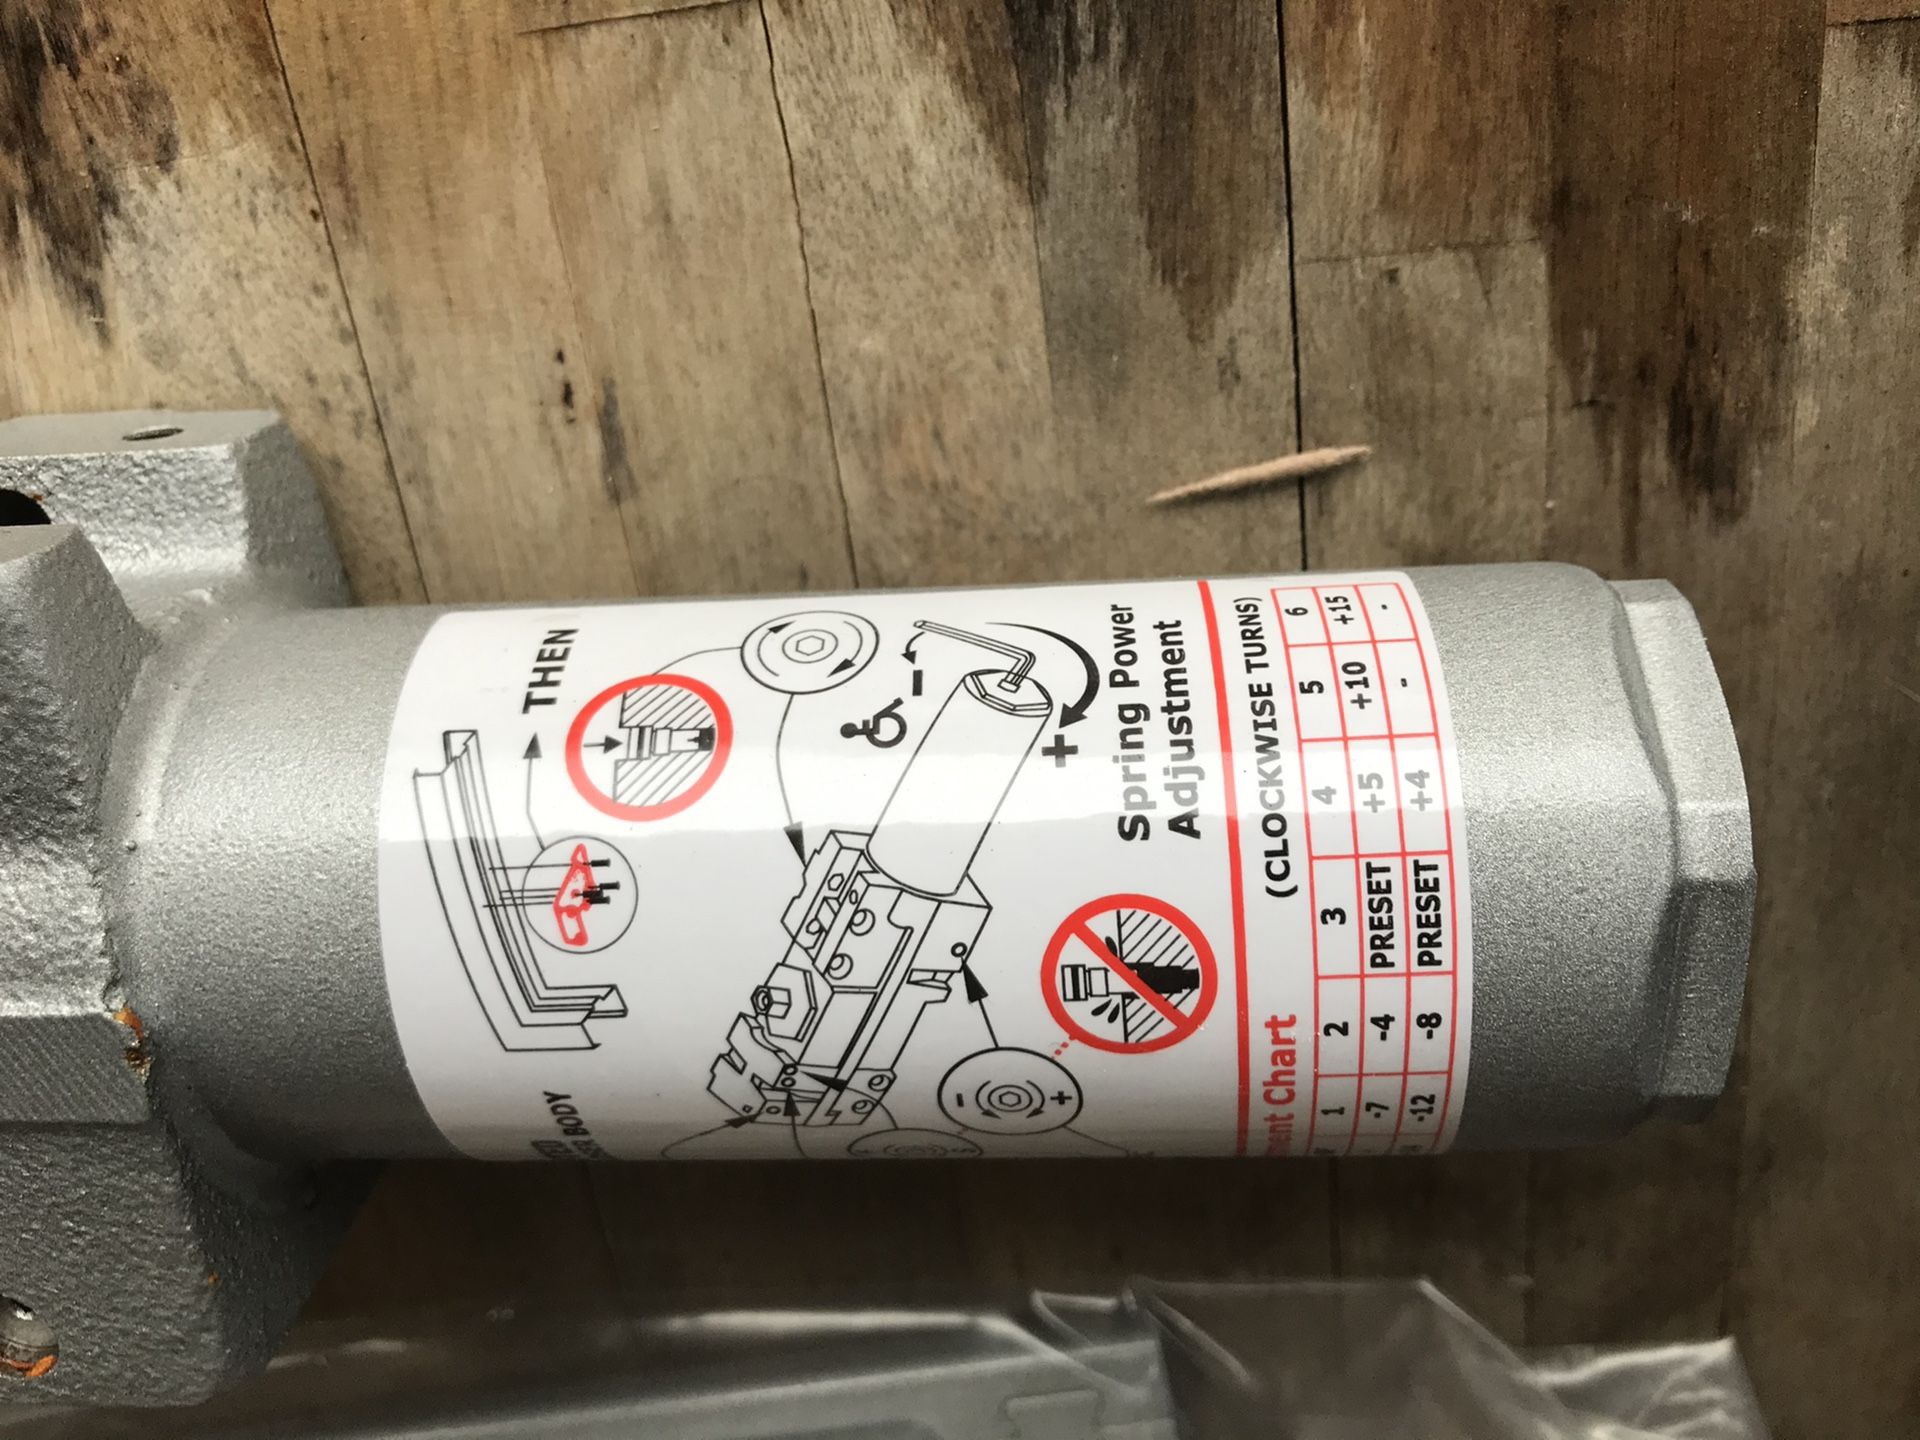 BODY
THEN
-
+
-
+
Spring Power
Adjustment
Chart (CLOCKWISE TURNS)
1 2 3 4 5 6
-7 -4 PRESET +5 +10 +15
-12 -8 PRESET +4 - -